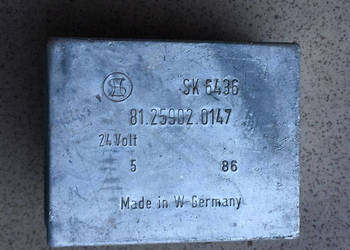 SK 6436
81.25902.0147
24 Volt
5 86
Made in W-Germany